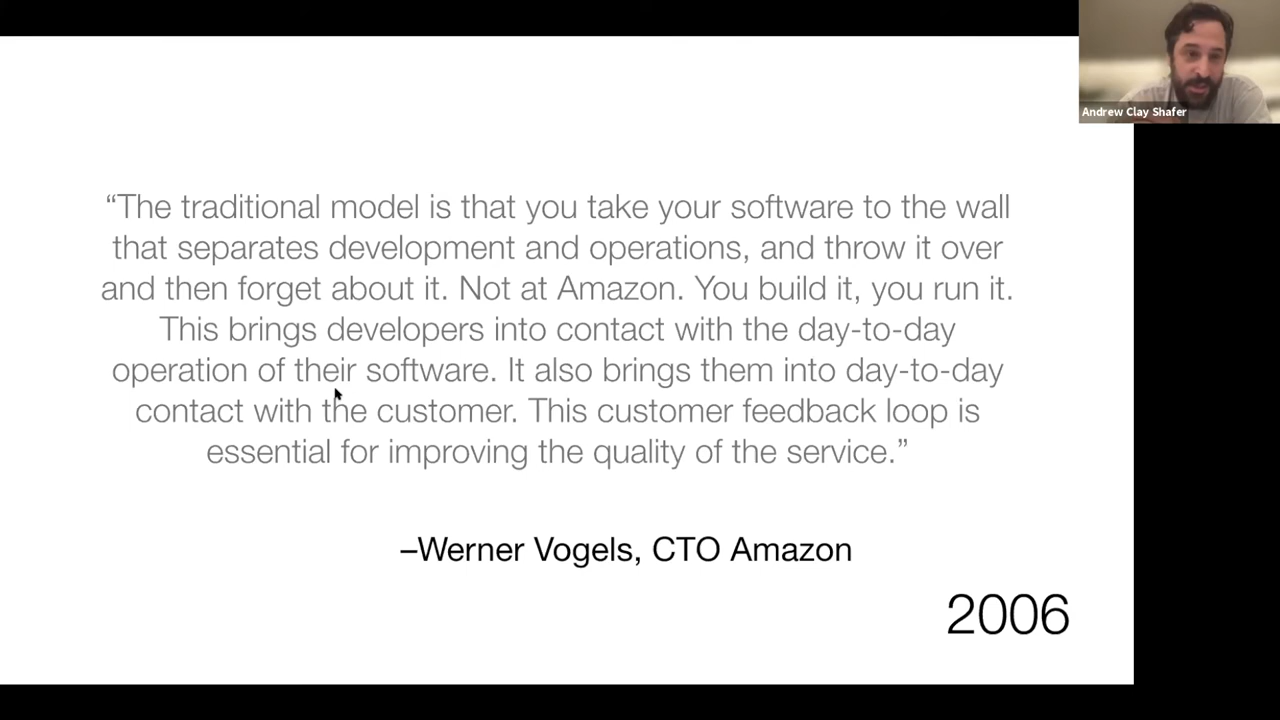 Andrew Clay Shafer
“The traditional model is that you take your software to the wall
that separates development and operations, and throw it over
and then forget about it. Not at Amazon. You build it, you run it.
This brings developers into contact with the day-to-day
operation of their software. It also brings them into day-to-day
contact with the customer. This customer feedback loop is
essential for improving the quality of the service.”
–Werner Vogels, CTO Amazon
2006